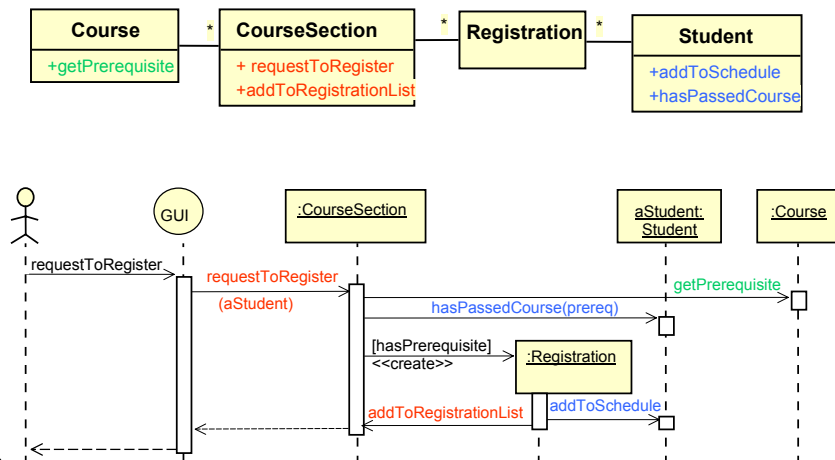 Course
* CourseSection
* Registration
* Student
+getPrerequisite
+ requestToRegister
+addToRegistrationList
+addToSchedule
+hasPassedCourse
GUI
:CourseSection
aStudent:
Student
:Course
requestToRegister
requestToRegister
(aStudent)
getPrerequisite
hasPassedCourse(prereq)
[hasPrerequisite]
<<create>>
:Registration
addToRegistrationList
addToSchedule